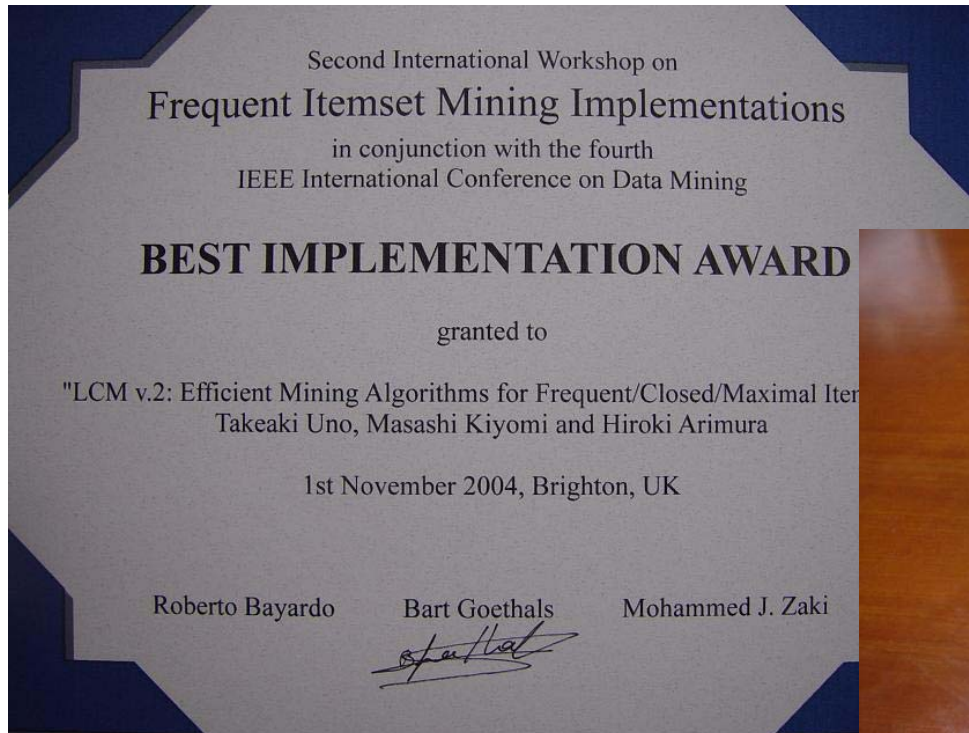 Second International Workshop on
Frequent Itemset Mining Implementations
in conjunction with the fourth
IEEE International Conference on Data Mining
BEST IMPLEMENTATION AWARD
granted to
"LCM v.2: Efficient Mining Algorithms for Frequent/Closed/Maximal
Takeaki Uno, Masashi Kiyomi and Hiroki Arimura
1st November 2004, Brighton, UK
Roberto Bayardo Bart Goethals Mohammed J. Zaki